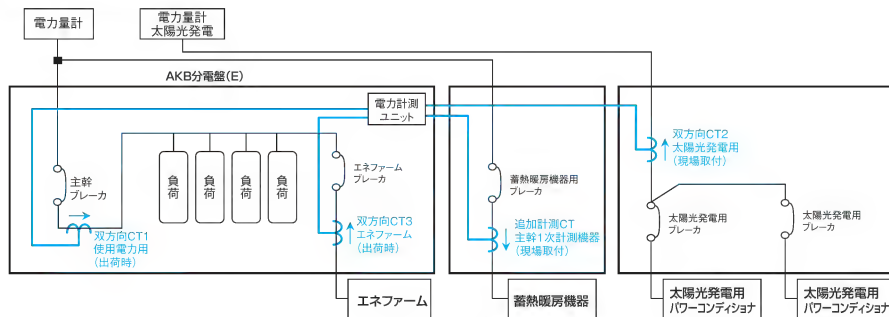 電力量計
電力量計
太陽光発電
AKB分電盤(E)
電力計測
ユニット
主幹
ブレーカ
負荷
負荷
負荷
負荷
エネファーム
ブレーカ
双方向CT1
使用電力用
(出荷時)
双方向CT3
エネファーム
(出荷時)
蓄熱暖房機器用
ブレーカ
追加計測CT
主幹1次計測機器
(現場取付)
双方向CT2
太陽光発電用
(現場取付)
太陽光発電用
ブレーカ
太陽光発電用
ブレーカ
エネファーム
蓄熱暖房機器
太陽光発電用
パワーコンディショナ
太陽光発電用
パワーコンディショナ